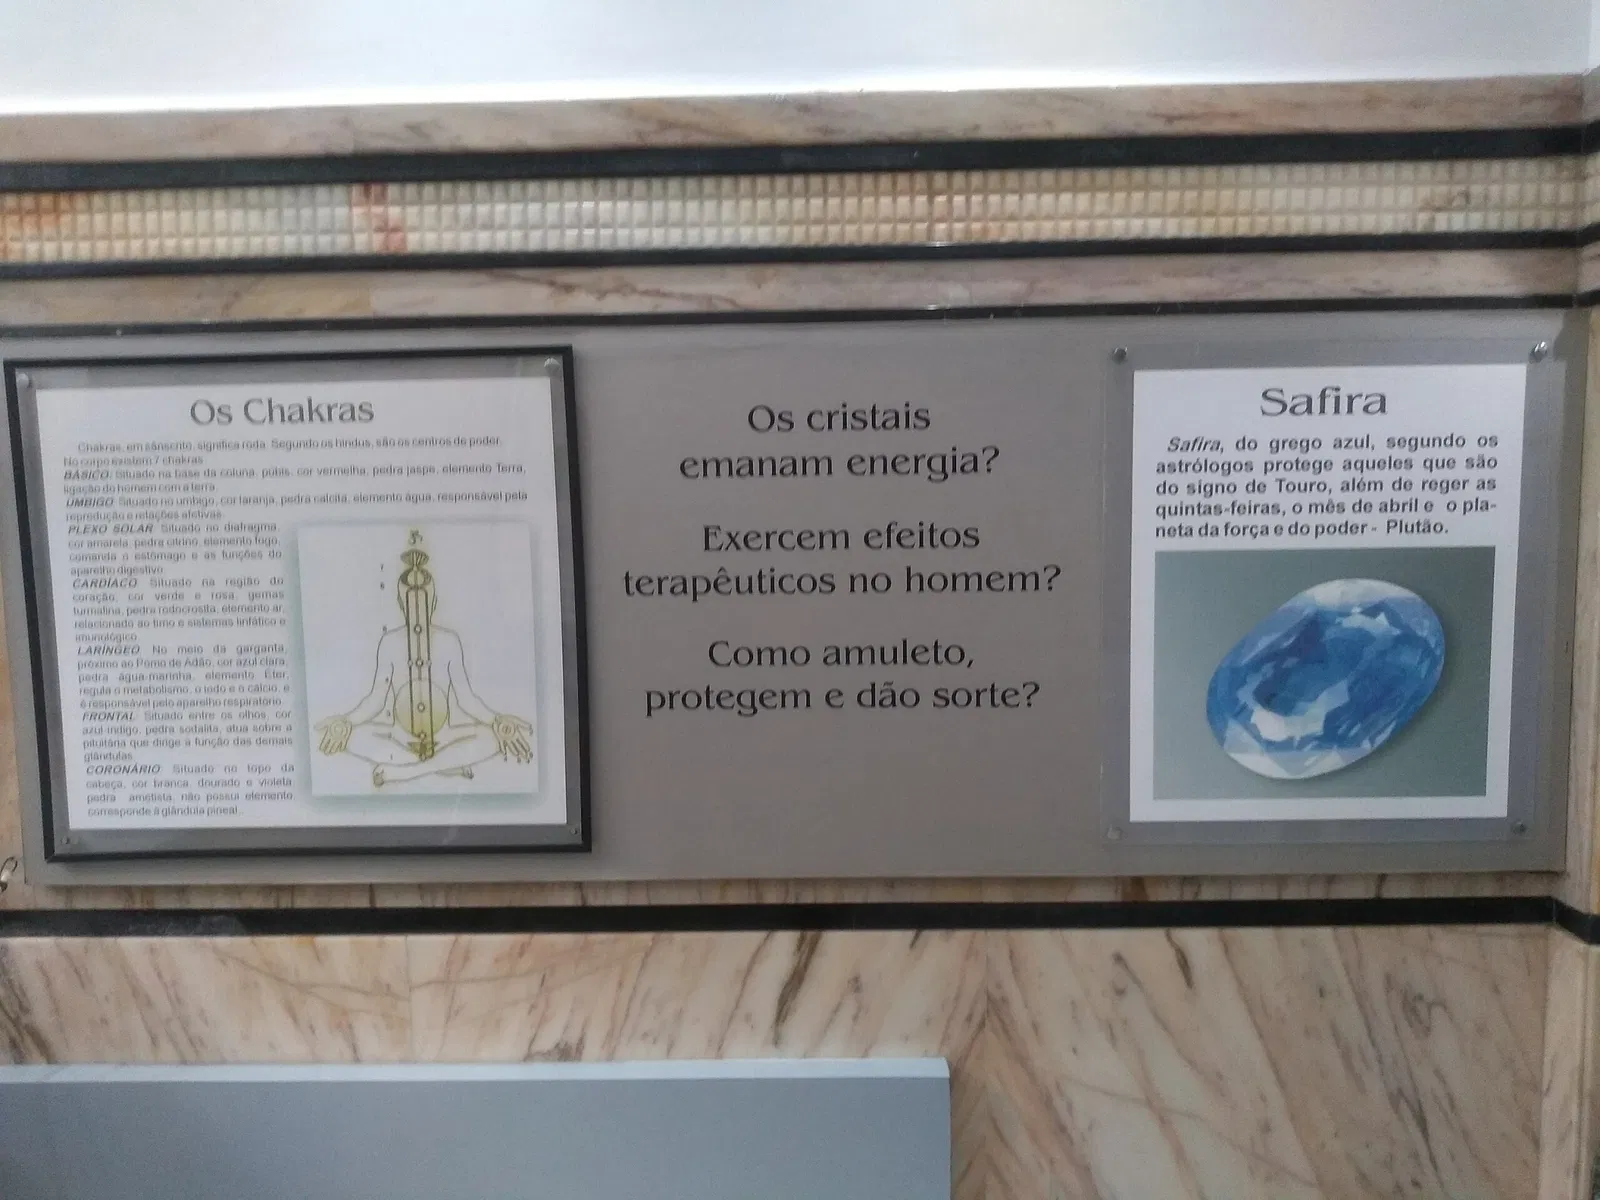 Os Chakras
Chakras, em sânscrito, significa roda. Segundo os hindus, são os centros de poder.
No corpo existem 7 chakras
BÁSICO: Situado na base da coluna, púbis, cor vermelha, pedra jaspe, elemento Terra,
ligação do homem com a terra.
UMBIGO: Situado no umbigo, cor laranja, pedra calcita, elemento água, responsável pela
reprodução e relações afetivas.
PLEXO SOLAR: Situado no diafragma,
cor amarela, pedra citrino, elemento fogo,
comanda o estômago e as funções do
aparelho digestivo.
CARDÍACO: Situado na região do
coração, cor verde e rosa, gemas
turmalina, pedra rodocrosita, elemento ar,
relacionado ao timo e sistemas linfático e
imunológico.
LARÍNGEO: No meio da garganta,
próximo ao Pomo de Adão, cor azul clara,
pedra água-marinha, elemento Éter,
regula o metabolismo, o iodo e o cálcio, e
é responsável pelo aparelho respiratório.
FRONTAL: Situado entre os olhos, cor
azul índigo, pedra sodalita, atua sobre a
pituitária que dirige a função das demais
glândulas.
CORONÁRIO: Situado no topo da
cabeça, cor branca, dourado e violeta
pedra ametista, não possui elemento,
corresponde à glândula pineal.
Os cristais
emanam energia?
Exercem efeitos
terapêuticos no homem?
Como amuleto,
protegem e dão sorte?
Safira
Safira, do grego azul, segundo os
astrólogos protege aqueles que são
do signo de Touro, além de reger as
quintas-feiras, o mês de abril e o pla-
neta da força e do poder - Plutão.